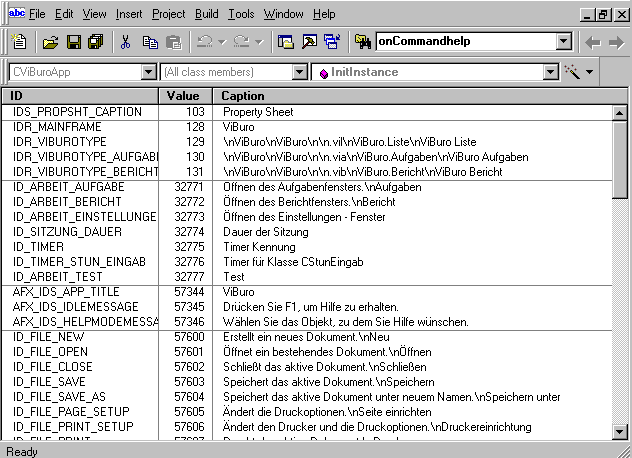 abc File Edit View Insert Project Build Tools Window Help
onCommandhelp
CViBuroApp (All class members) InitInstance
ID Value Caption
IDS_PROPSHT_CAPTION 103 Property Sheet
IDR_MAINFRAME 128 ViBuro
IDR_VIBUROTYPE 129 \nViBuro\nViBuro\n\n.vil\nViBuro.Liste\nViBuro Liste
IDR_VIBUROTYPE_AUFGABI 130 \nViBuro\nViBuro\n\n.via\nViBuro.Aufgaben\nViBuro Aufgaben
IDR_VIBUROTYPE_BERICHT 131 \nViBuro\nViBuro\n\n.vib\nViBuro.Bericht\nViBuro Bericht
ID_ARBEIT_AUFGABE 32771 Öffnen des Aufgabenfensters.\nAufgaben
ID_ARBEIT_BERICHT 32772 Öffnen des Berichtfensters.\nBericht
ID_ARBEIT_EINSTELLUNGE 32773 Öffnen des Einstellungen - Fenster
ID_SITZUNG_DAUER 32774 Dauer der Sitzung
ID_TIMER 32775 Timer Kennung
ID_TIMER_STUN_EINGAB 32776 Timer für Klasse CStunEingab
ID_ARBEIT_TEST 32777 Test
AFX_IDS_APP_TITLE 57344 ViBuro
AFX_IDS_IDLEMESSAGE 57345 Drücken Sie F1, um Hilfe zu erhalten.
AFX_IDS_HELPMODEMESSA 57346 Wählen Sie das Objekt, zu dem Sie Hilfe wünschen.
ID_FILE_NEW 57600 Erstellt ein neues Dokument.\nNeu
ID_FILE_OPEN 57601 Öffnet ein bestehendes Dokument.\nÖffnen
ID_FILE_CLOSE 57602 Schließt das aktive Dokument.\nSchließen
ID_FILE_SAVE 57603 Speichert das aktive Dokument.\nSpeichern
ID_FILE_SAVE_AS 57604 Speichert das aktive Dokument unter neuem Namen.\nSpeichern unter
ID_FILE_PAGE_SETUP 57605 Ändert die Druckoptionen.\nSeite einrichten
ID_FILE_PRINT_SETUP 57606 Ändert den Drucker und die Druckoptionen.\nDruckereinrichtung
Ready